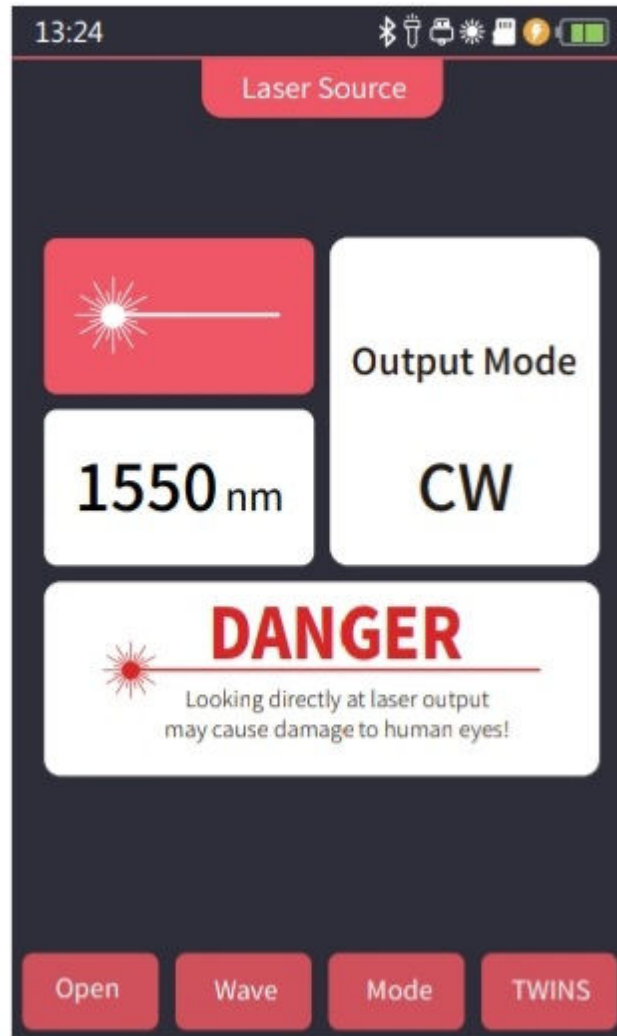 13:24
Laser Source
Output Mode
CW
1550 nm
DANGER
Looking directly at laser output
may cause damage to human eyes!
Open
Wave
Mode
TWINS